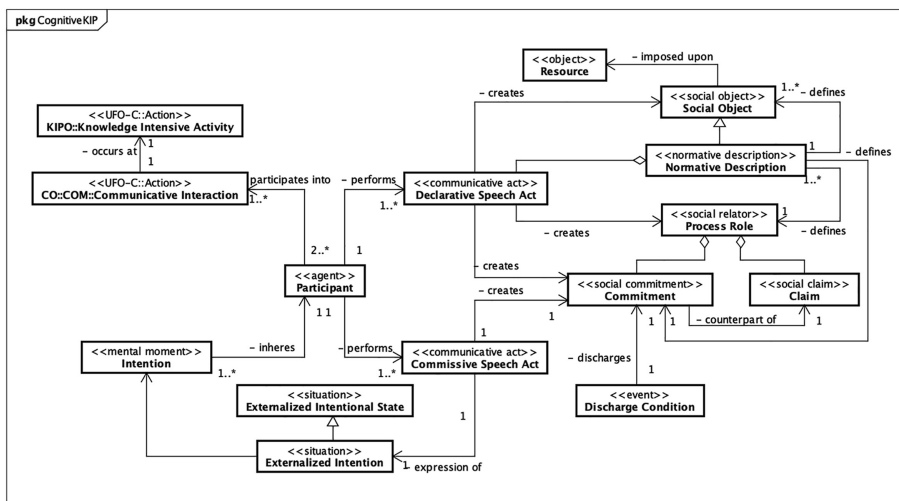 pkg CognitiveKIP
<<object>>
Resource
- imposed upon
<<social object>>
Social Object
1..*
- defines
- creates
<<UFO-C::Action>>
KIPO::Knowledge Intensive Activity
1
- occurs at
1
<<UFO-C::Action>>
CO::COM::Communicative Interaction
participates into
1..*
2..*
- performs
1..*
1
<<communicative act>>
Declarative Speech Act
<<normative description>>
Normative Description
1
- defines
1..*
<<social relator>>
Process Role
1
- defines
- creates
- creates
<<agent>>
Participant
1 1
<<social commitment>>
Commitment
<<social claim>>
Claim
- creates
1
1
1
1
- counterpart of
1
<<mental moment>>
Intention
- inheres
1..*
- performs
1..*
<<communicative act>>
Commissive Speech Act
- discharges
1
<<event>>
Discharge Condition
<<situation>>
Externalized Intentional State
1
<<situation>>
Externalized Intention
1
- expression of